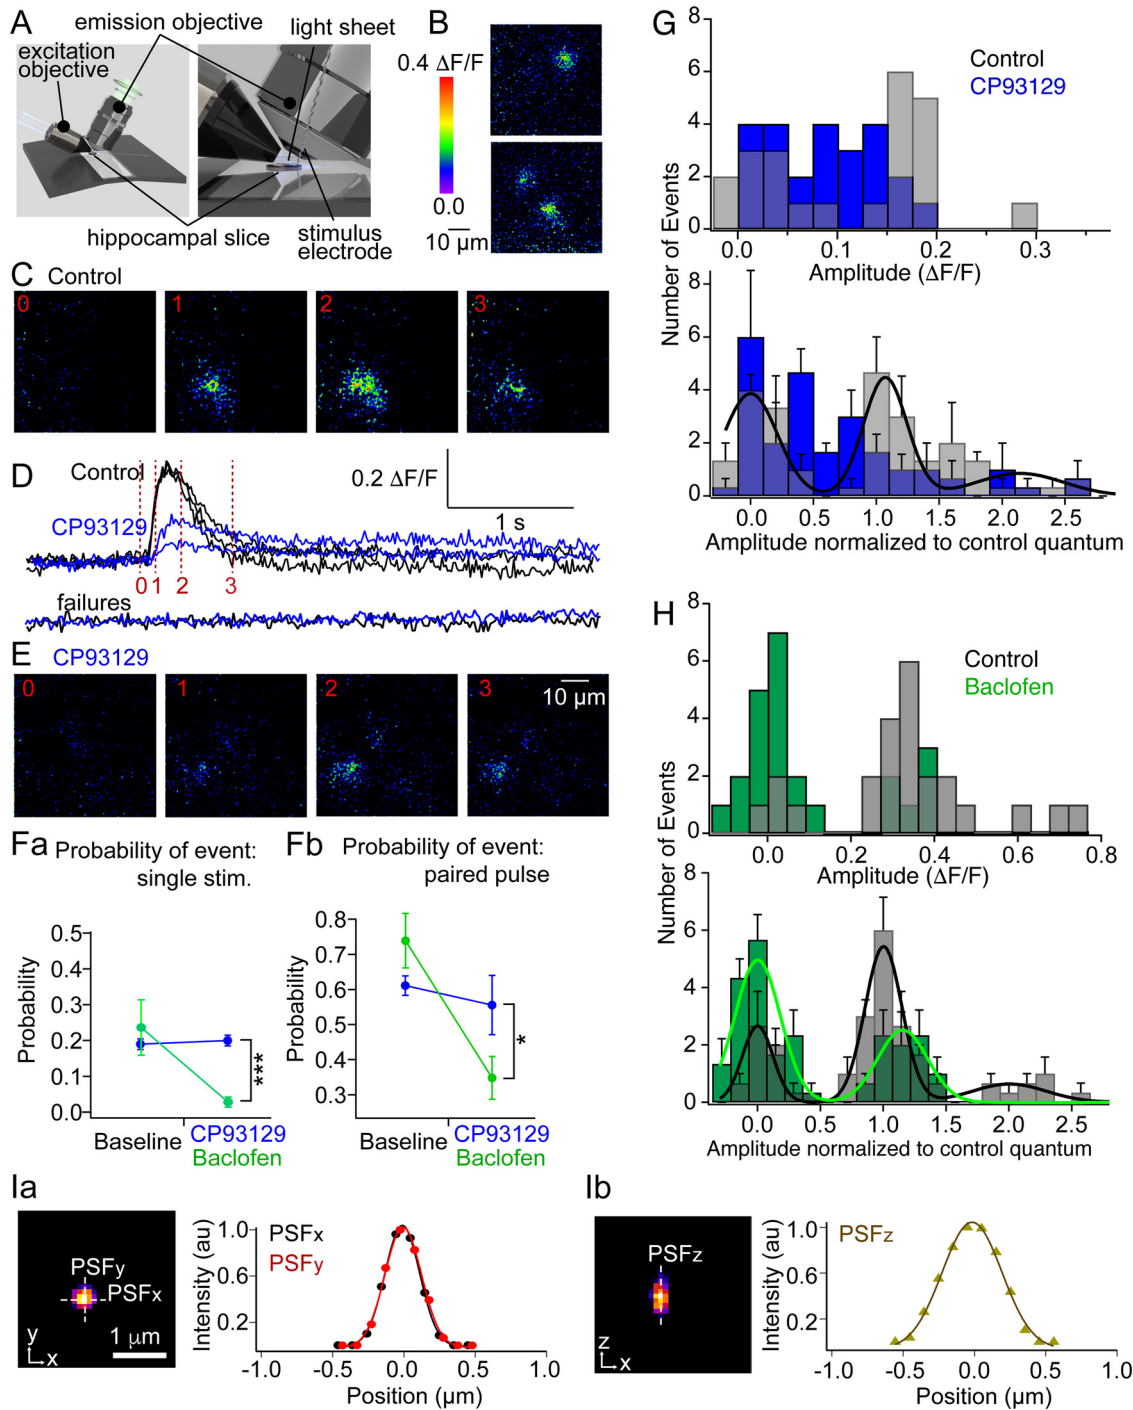 A
emission objective
light sheet
excitation
objective
hippocampal slice
stimulus
electrode
B
0.4 ΔF/F
0.0
10 µm
C Control
0
1
2
3
D
Control
CP93129
0 1 2 3
0.2 ΔF/F
1 s
failures
E CP93129
0
1
2
3
10 µm
Fa Probability of event:
single stim.
0.5
0.3
0.2
0.1
0.0
Probability
Baseline
CP93129
Baclofen
***
Fb Probability of event:
paired pulse
0.8
0.7
0.6
0.5
0.4
0.3
Probability
Baseline
CP93129
Baclofen
*
G
Control
CP93129
8
6
4
2
0
0.0 0.1 0.2 0.3
Amplitude (ΔF/F)
Number of Events
8
6
4
2
0
0.0 0.5 1.0 1.5 2.0 2.5
Amplitude normalized to control quantum
H
Control
Baclofen
8
6
4
2
0
0.0 0.2 0.4 0.6 0.8
Amplitude (ΔF/F)
Number of Events
8
6
4
2
0
0.0 0.5 1.0 1.5 2.0 2.5
Amplitude normalized to control quantum
Ia
PSFy
PSFx
y
x
1 µm
Intensity (au)
1.0
0.6
0.2
PSFx
PSFy
-1.0 -0.5 0.0 0.5 1.0
Position (µm)
Ib
PSFz
z
x
Intensity (au)
1.0
0.6
0.2
PSFz
-1.0 -0.5 0.0 0.5 1.0
Position (µm)